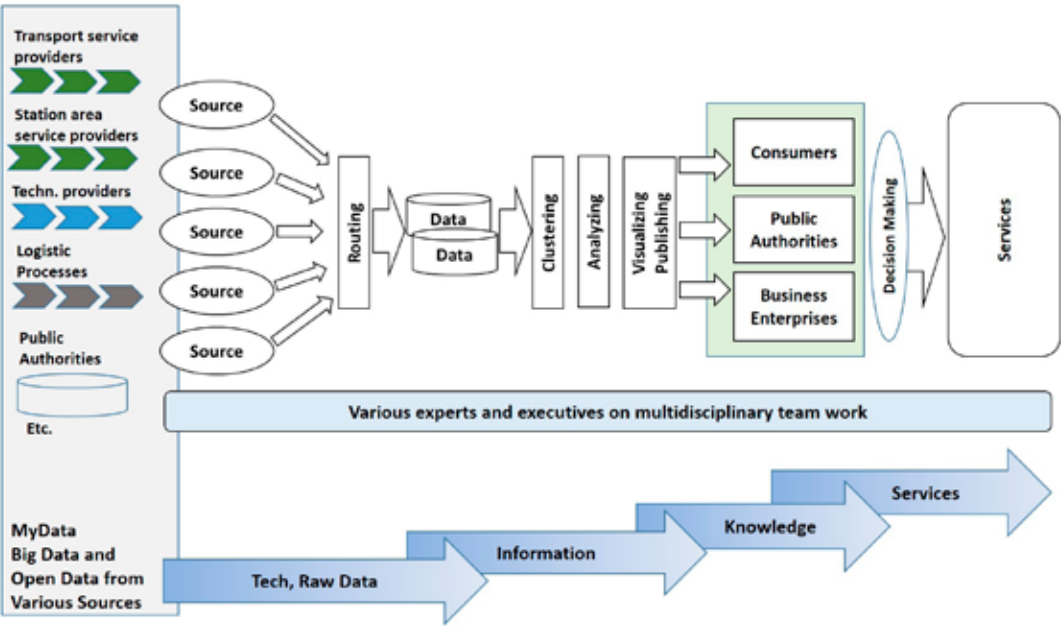 Transport service
providers
Station area
service providers
Techn. providers
Logistic
Processes
Public
Authorities
Etc.
MyData
Big Data and
Open Data from
Various Sources
Source
Source
Source
Source
Source
Routing
Data
Data
Clustering
Analyzing
Visualizing
Publishing
Consumers
Public
Authorities
Business
Enterprises
Decision Making
Services
Various experts and executives on multidisciplinary team work
Tech, Raw Data
Information
Knowledge
Services